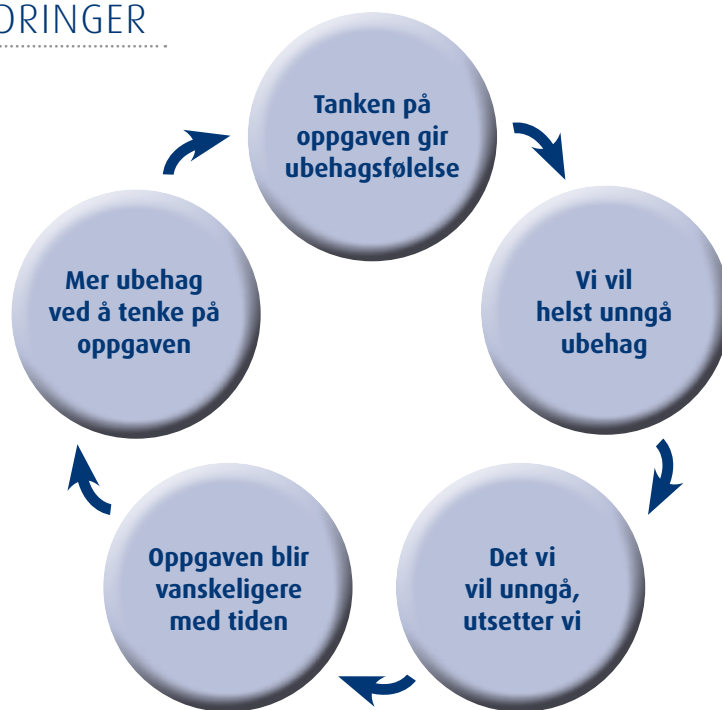 ORINGER
Tanken på
oppgaven gir
ubehagsfølelse
Vi vil
helst unngå
ubehag
Det vi
vil unngå,
utsetter vi
Oppgaven blir
vanskeligere
med tiden
Mer ubehag
ved å tenke på
oppgaven